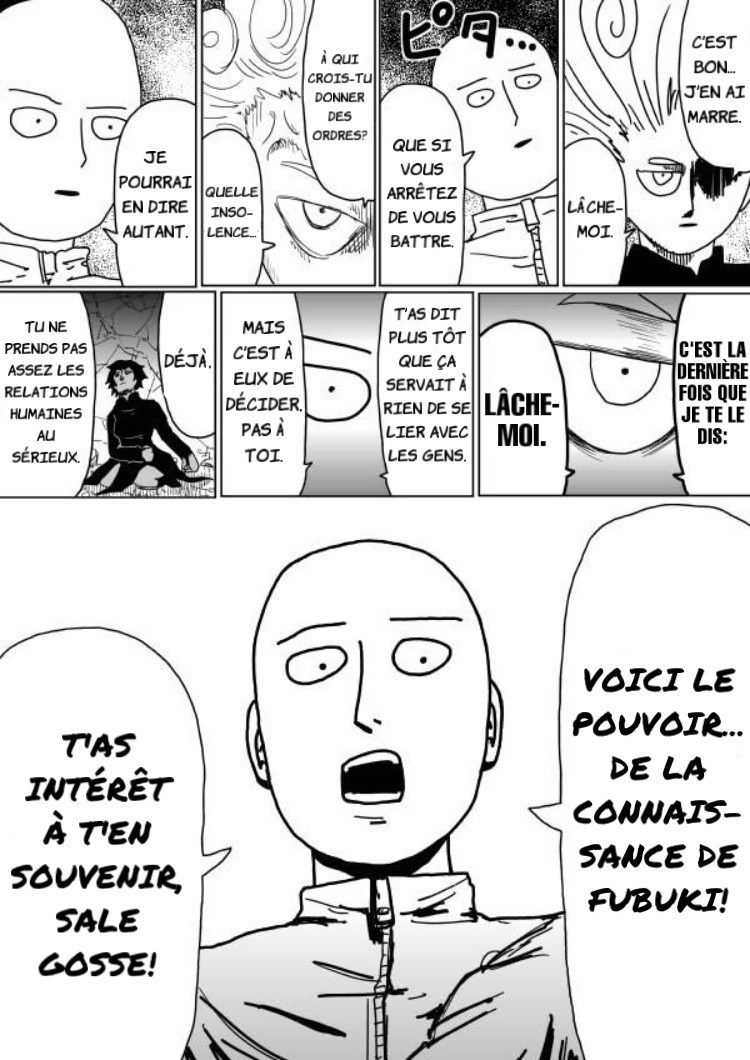 C'EST
BON...
J'EN AI
MARRE.
LÂCHE-
MOI.
ピタ...
QUE SI
VOUS
ARRÊTEZ
DE VOUS
BATTRE.
À QUI
CROIS-TU
DONNER
DES
ORDRES?
QUELLE
INSO-
LENCE...
JE
POURRAI
EN DIRE
AUTANT.
C'EST LA
DERNIÈRE
FOIS QUE
JE TE LE
DIS:
LÂCHE-
MOI.
T'AS DIT
PLUS TÔT
QUE ÇA
SERVAIT À
RIEN DE SE
LIER AVEC
LES GENS.
MAIS
C'EST À
EUX DE
DÉCIDER,
PAS À
TOI.
DÉJÀ,
TU NE
PRENDS PAS
ASSEZ LES
RELATIONS
HUMAINES
AU
SÉRIEUX.
VOICI LE
POUVOIR...
DE LA
CONNAIS-
SANCE DE
FUBUKI!
T'AS
INTÉRÊT
À T'EN
SOUVENIR,
SALE
GOSSE!